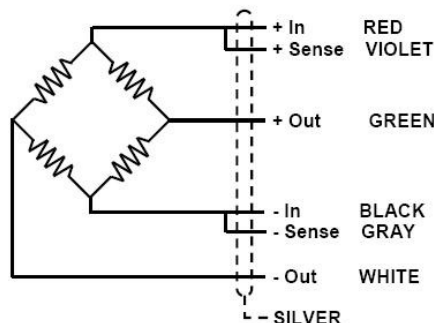 + In RED
+ Sense VIOLET
+ Out GREEN
- In BLACK
- Sense GRAY
- Out WHITE
SILVER